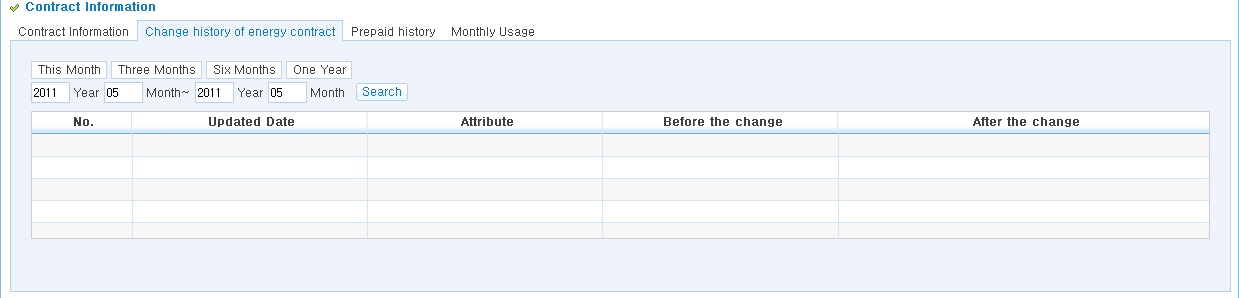 Contract Information
Contract Information Change history of energy contract Prepaid history Monthly Usage
This Month Three Months Six Months One Year
2011 Year 05 Month~ 2011 Year 05 Month Search
No. Updated Date Attribute Before the change After the change